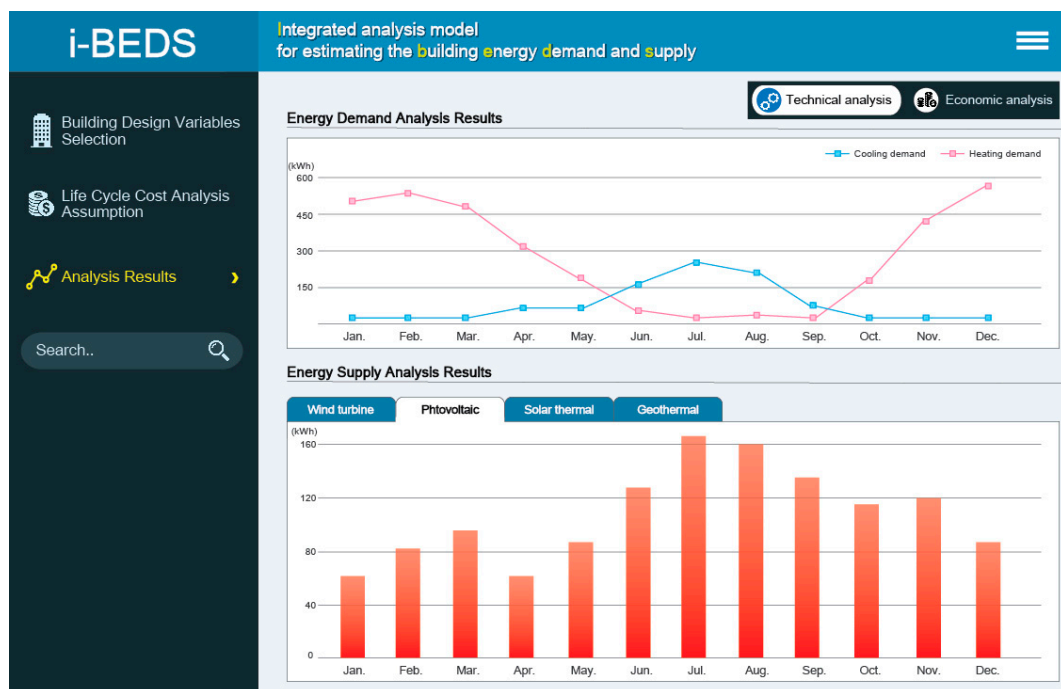 i-BEDS
Integrated analysis model
for estimating the building energy demand and supply
Building Design Variables
Selection
Life Cycle Cost Analysis
Assumption
Analysis Results
Search..
Technical analysis
Economic analysis
Energy Demand Analysis Results
Cooling demand
Heating demand
(kWh)
600
450
300
150
Jan. Feb. Mar. Apr. May. Jun. Jul. Aug. Sep. Oct. Nov. Dec.
Energy Supply Analysis Results
Wind turbine
Phtovoltaic
Solar thermal
Geothermal
(kWh)
160
120
80
40
0
Jan. Feb. Mar. Apr. May. Jun. Jul. Aug. Sep. Oct. Nov. Dec.